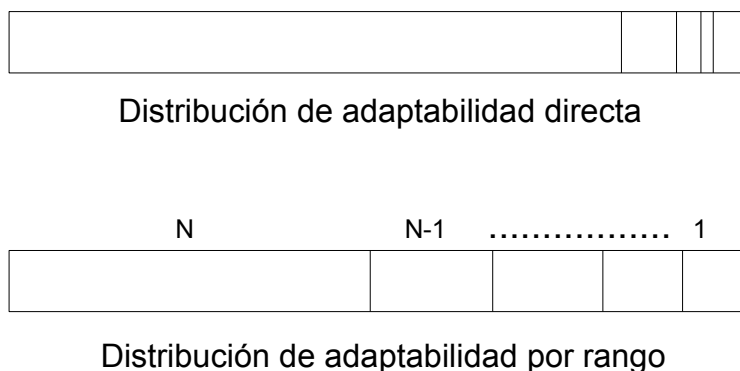 Distribución de adaptabilidad directa
N N-1 ................. 1
Distribución de adaptabilidad por rango